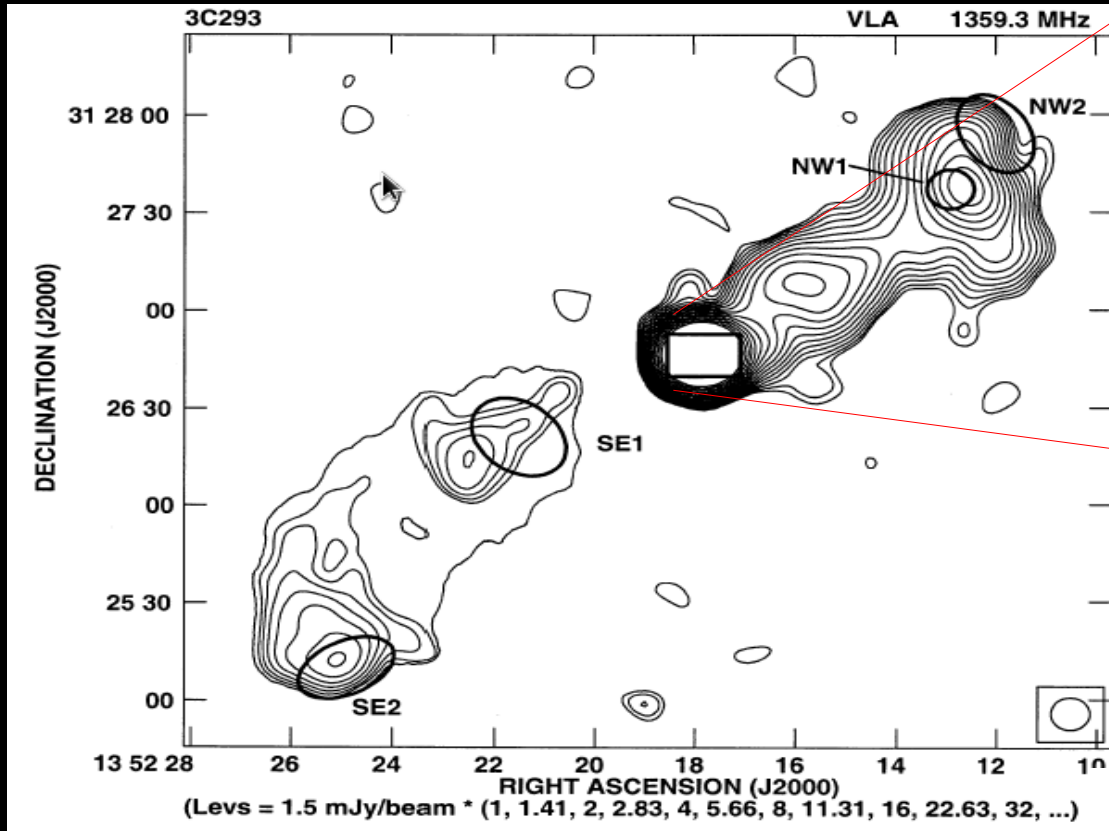 3C293 VLA 1359.3 MHz
31 28 00
NW2
NW1
27 30
00
DECLINATION (J2000)
26 30
SE1
00
25 30
00
SE2
13 52 28 26 24 22 20 18 16 14 12 10
RIGHT ASCENSION (J2000)
(Levs = 1.5 mJy/beam * (1, 1.41, 2, 2.83, 4, 5.66, 8, 11.31, 16, 22.63, 32, ...)